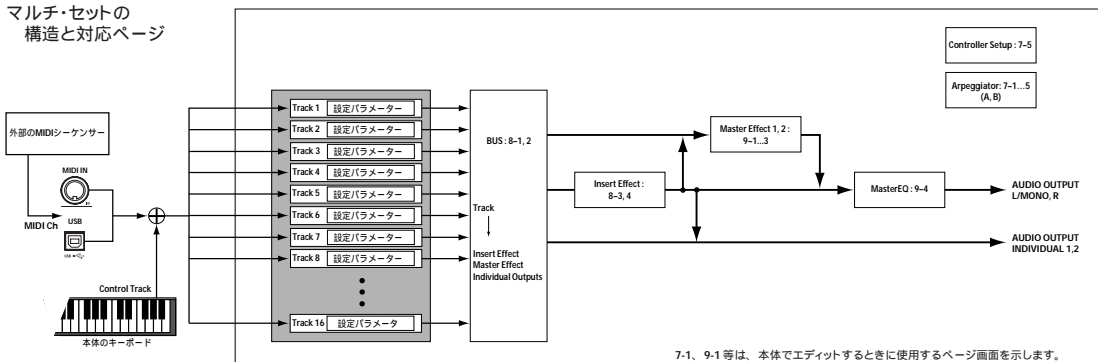 マルチ・セットの
構造と対応ページ
Controller Setup : 7–5
Arpeggiator: 7–1...5
(A, B)
外部のMIDIシーケンサー
MIDI IN
MIDI Ch
USB
Control Track
本体のキーボード
Track 1 設定パラメーター
Track 2 設定パラメーター
Track 3 設定パラメーター
Track 4 設定パラメーター
Track 5 設定パラメーター
Track 6 設定パラメーター
Track 7 設定パラメーター
Track 8 設定パラメーター
Track 16 設定パラメータ
BUS : 8–1, 2
Track
Insert Effect
Master Effect
Individual Outputs
Insert Effect :
8–3, 4
Master Effect 1, 2 :
9–1...3
MasterEQ : 9–4
AUDIO OUTPUT
L/MONO, R
AUDIO OUTPUT
INDIVIDUAL 1,2
7-1、9-1 等は、本体でエディットするときに使用するページ画面を示します。